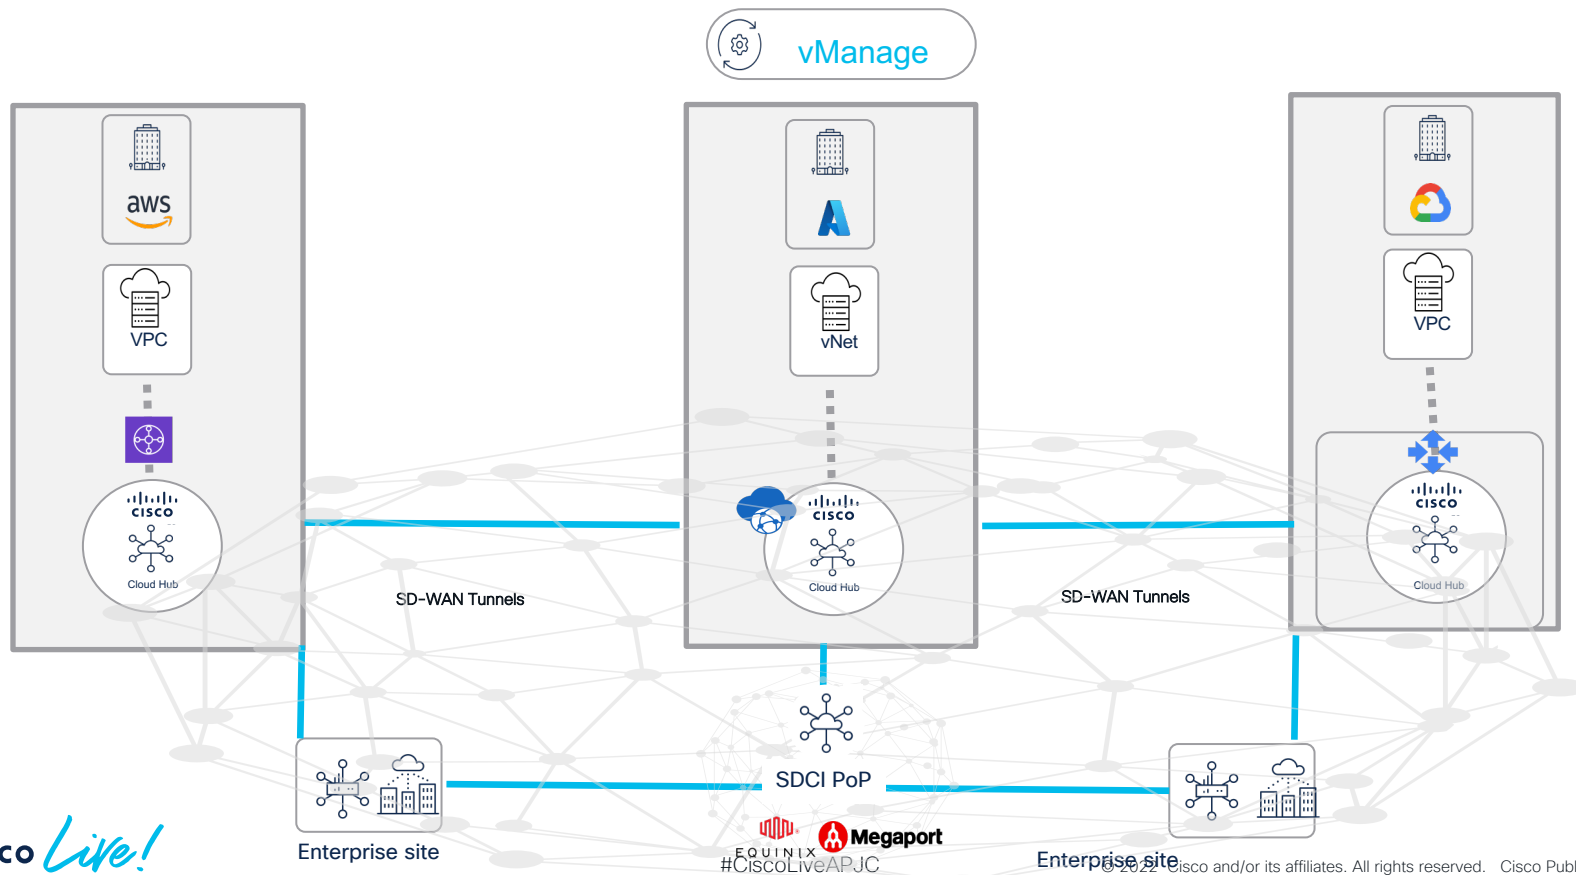 vManage
aws
VPC
CISCO
Cloud Hub
vNet
CISCO
Cloud Hub
VPC
CISCO
Cloud Hub
SD-WAN Tunnels
SD-WAN Tunnels
SDCI PoP
EQUINIX
Megaport
Enterprise site
Enterprise site
co Live!
#CiscoLiveAPJC
© 2022 Cisco and/or its affiliates. All rights reserved. Cisco Publ